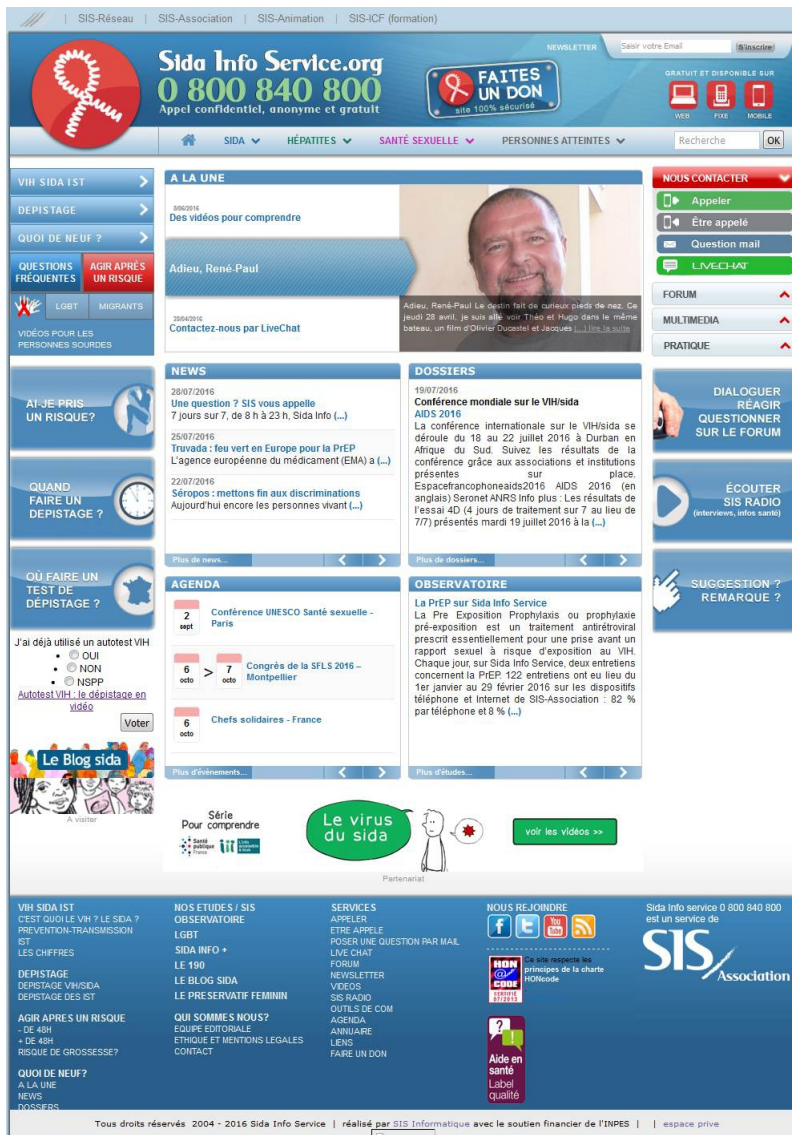 SIS-Réseau | SIS-Association | SIS-Animation | SIS-ICF (formation)
Sida Info Service.org
0 800 840 800
Appel confidentiel, anonyme et gratuit
FAITES
UN DON
site 100% sécurisé
NEWSLETTER
Saisir votre Email
S'inscrire
GRATUIT ET DISPONIBLE SUR
WEB FIXE MOBILE
SIDA HÉPATITES SANTÉ SEXUELLE PERSONNES ATTEINTES
Recherche OK
VIH SIDA IST
DEPISTAGE
QUOI DE NEUF ?
QUESTIONS
FRÉQUENTES
AGIR APRÈS
UN RISQUE
LGBT MIGRANTS
VIDÉOS POUR LES
PERSONNES SOURDES
AI-JE PRIS
UN RISQUE?
QUAND
FAIRE UN
DEPISTAGE ?
OÙ FAIRE UN
TEST DE
DÉPISTAGE ?
J'ai déjà utilisé un autotest VIH
OUI
NON
NSPP
Autotest VIH : le dépistage en
vidéo
Voter
Le Blog sida
A visiter
A LA UNE
8/06/2016
Des vidéos pour comprendre
Adieu, René-Paul
28/04/2016
Contactez-nous par LiveChat
Adieu, René-Paul Le destin fait de curieux pieds de nez. Ce
jeudi 28 avril, je suis allé voir Théo et Hugo dans le même
bateau, un film d'Olivier Ducastel et Jacques (...) lire la suite
NEWS
28/07/2016
Une question ? SIS vous appelle
7 jours sur 7, de 8 h à 23 h, Sida Info (...)
25/07/2016
Truvada : feu vert en Europe pour la PrEP
L'agence européenne du médicament (EMA) a (...)
22/07/2016
Séropos : mettons fin aux discriminations
Aujourd'hui encore les personnes vivant (...)
Plus de news...
DOSSIERS
19/07/2016
Conférence mondiale sur le VIH/sida
AIDS 2016
La conférence internationale sur le VIH/sida se
déroule du 18 au 22 juillet 2016 à Durban en
Afrique du Sud. Suivez les résultats de la
conférence grâce aux associations et institutions
présentes sur place.
Espacefrancophoneaids2016 AIDS 2016 (en
anglais) Seronet ANRS Info plus : Les résultats de
l'essai 4D (4 jours de traitement sur 7 au lieu de
7/7) présentés mardi 19 juillet 2016 à la (...)
Plus de dossiers...
AGENDA
2
sept
Conférence UNESCO Santé sexuelle -
Paris
6 > 7
octo octo
Congrès de la SFLS 2016 –
Montpellier
6
octo
Chefs solidaires - France
Plus d'évènements...
OBSERVATOIRE
La PrEP sur Sida Info Service
La Pre Exposition Prophylaxis ou prophylaxie
pré-exposition est un traitement antirétroviral
prescrit essentiellement pour une prise avant un
rapport sexuel à risque d'exposition au VIH.
Chaque jour, sur Sida Info Service, deux entretiens
concernent la PrEP. 122 entretiens ont eu lieu du
1er janvier au 29 février 2016 sur les dispositifs
téléphone et Internet de SIS-Association : 82 %
par téléphone et 8 % (...)
Plus d'études...
NOUS CONTACTER
Appeler
Être appelé
Question mail
LIVECHAT
FORUM
MULTIMEDIA
PRATIQUE
DIALOGUER
RÉAGIR
QUESTIONNER
SUR LE FORUM
ÉCOUTER
SIS RADIO
(interviews, infos santé)
SUGGESTION ?
REMARQUE ?
Série
Pour comprendre
Santé
publique
France
Le virus
du sida
voir les vidéos >>
Partenariat
VIH SIDA IST
C'EST QUOI LE VIH ? LE SIDA ?
PREVENTION-TRANSMISSION
IST
LES CHIFFRES
DEPISTAGE
DEPISTAGE VIH/SIDA
DEPISTAGE DES IST
AGIR APRES UN RISQUE
- DE 48H
+ DE 48H
RISQUE DE GROSSESSE?
QUOI DE NEUF?
A LA UNE
NEWS
DOSSIERS
NOS ETUDES / SIS
OBSERVATOIRE
LGBT
SIDA INFO +
LE 190
LE BLOG SIDA
LE PRESERVATIF FEMININ
QUI SOMMES NOUS?
EQUIPE EDITORIALE
ETHIQUE ET MENTIONS LEGALES
CONTACT
SERVICES
APPELER
ETRE APPELE
POSER UNE QUESTION PAR MAIL
LIVE CHAT
FORUM
NEWSLETTER
VIDEOS
SIS RADIO
OUTILS DE COM
AGENDA
ANNUAIRE
LIENS
FAIRE UN DON
NOUS REJOINDRE
You
Tube
HON
@
CODE
CERTIFIÉ
07/2013
Ce site respecte les
principes de la charte
HONcode
Aide en
santé
Label
qualité
Sida Info service 0 800 840 800
est un service de
SIS
Association
Tous droits réservés 2004 - 2016 Sida Info Service | réalisé par SIS Informatique avec le soutien financier de l'INPES | | espace prive